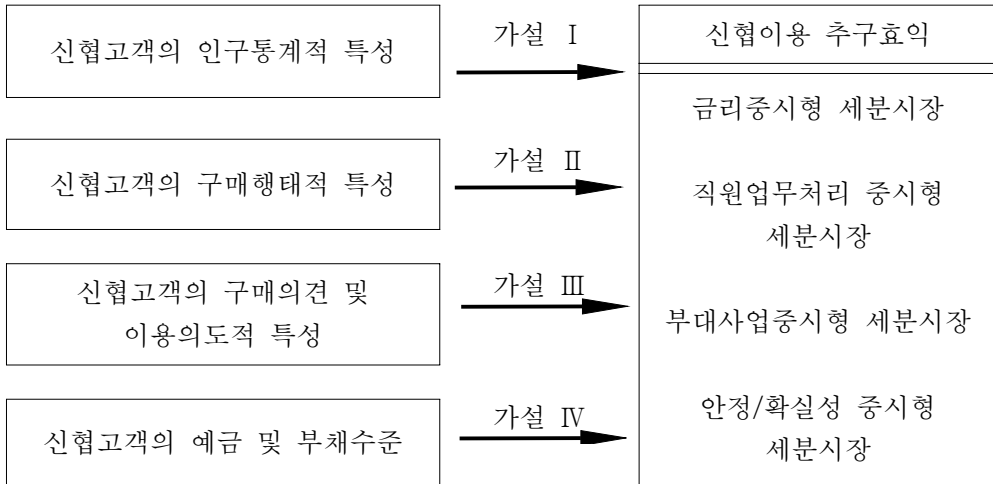 신협고객의 인구통계적 특성
가설 Ⅰ
신협이용 추구효익
금리중시형 세분시장
신협고객의 구매행태적 특성
가설 Ⅱ
직원업무처리 중시형
세분시장
신협고객의 구매의견 및
이용의도적 특성
가설 Ⅲ
부대사업중시형 세분시장
신협고객의 예금 및 부채수준
가설 Ⅳ
안정/확실성 중시형
세분시장